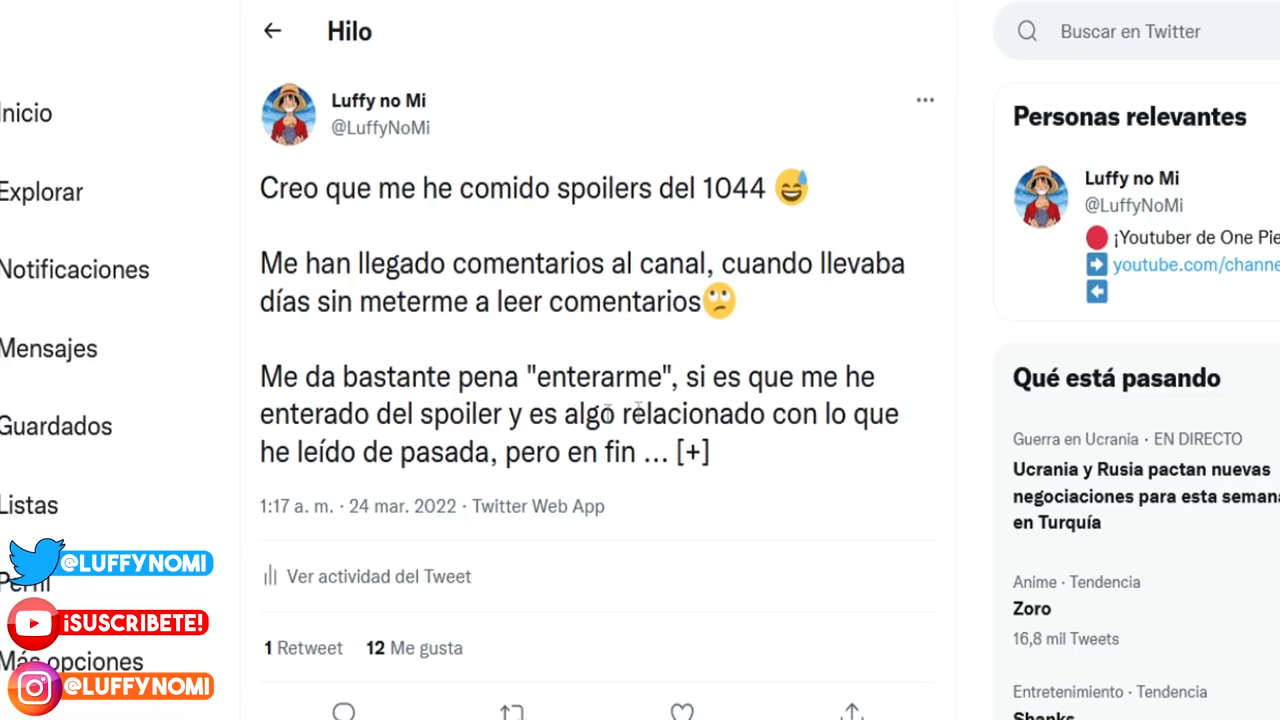 Inicio
Explorar
Notificaciones
Mensajes
Guardados
Listas
@LUFFYNOMI
Perfil
¡SUSCRIBETE!
Más opciones
@LUFFYNOMI
Hilo
Luffy no Mi
@LuffyNoMi
Creo que me he comido spoilers del 1044 😅
Me han llegado comentarios al canal, cuando llevaba
días sin meterme a leer comentarios🙄
Me da bastante pena "enterarme", si es que me he
enterado del spoiler y es algo relacionado con lo que
he leído de pasada, pero en fin ... [+]
1:17 a. m. · 24 mar. 2022 · Twitter Web App
Ver actividad del Tweet
1 Retweet 12 Me gusta
Buscar en Twitter
Personas relevantes
Luffy no Mi
@LuffyNoMi
🔴 ¡Youtuber de One Pie
➡ youtube.com/channe
⬅
Qué está pasando
Guerra en Ucrania · EN DIRECTO
Ucrania y Rusia pactan nuevas
negociaciones para esta semana
en Turquía
Anime · Tendencia
Zoro
16,8 mil Tweets
Entretenimiento · Tendencia
Shanks